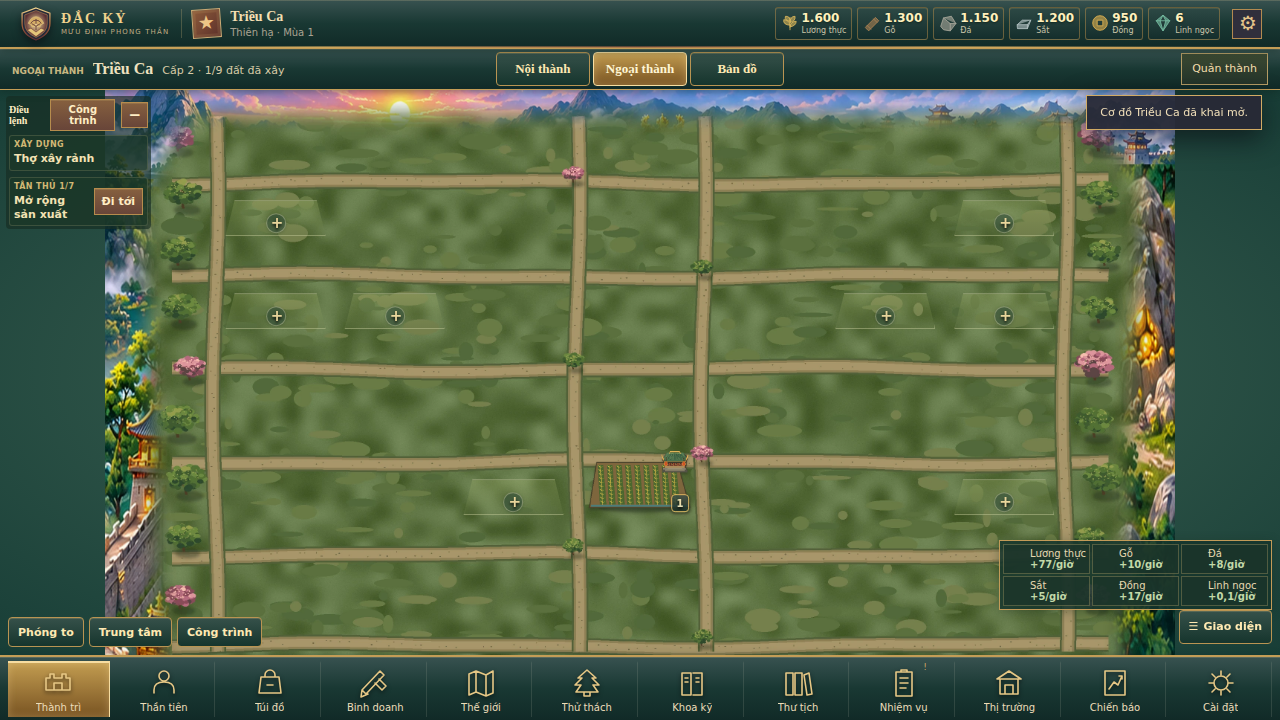 ĐẮC KỶ
MƯU ĐỊNH PHONG THẦN
Triều Ca
Thiên hạ · Mùa 1
1.600
Lương thực
1.300
Gỗ
1.150
Đá
1.200
Sắt
950
Đồng
6
Linh ngọc
NGOẠI THÀNH Triều Ca Cấp 2 · 1/9 đất đã xây
Nội thành
Ngoại thành
Bản đồ
Quản thành
Điều lệnh
Công trình
−
Cơ đồ Triều Ca đã khai mở.
XÂY DỰNG
Thợ xây rảnh
TÂN THỦ 1/7
Mở rộng sản xuất
Đi tới
1
Lương thực
+77/giờ
Gỗ
+10/giờ
Đá
+8/giờ
Sắt
+5/giờ
Đồng
+17/giờ
Linh ngọc
+0,1/giờ
Phóng to
Trung tâm
Công trình
☰ Giao diện
Thành trì
Thần tiên
Túi đồ
Binh doanh
Thế giới
Thử thách
Khoa kỹ
Thư tịch
Nhiệm vụ
!
Thị trường
Chiến báo
Cài đặt